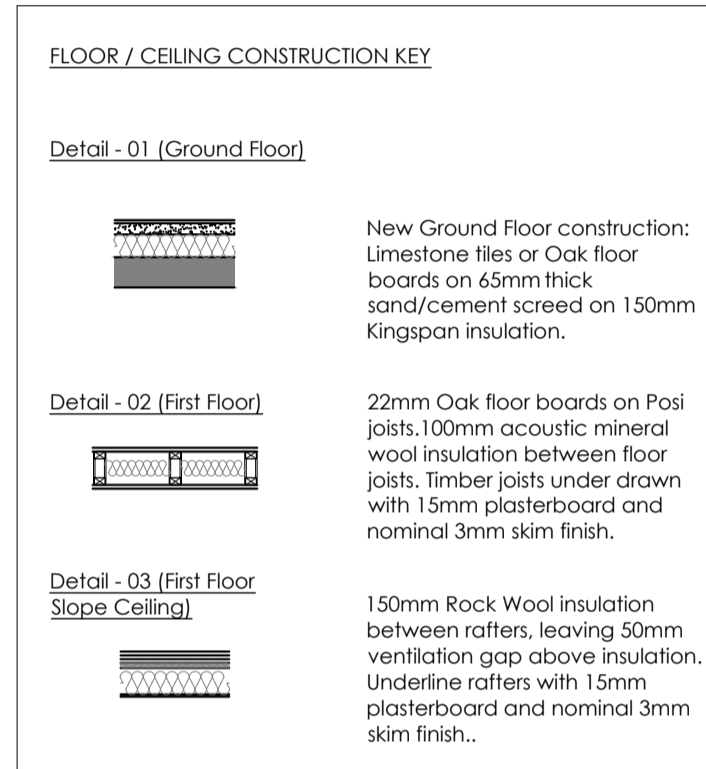 FLOOR / CEILING CONSTRUCTION KEY
Detail - 01 (Ground Floor)
New Ground Floor construction:
Limestone tiles or Oak floor
boards on 65mm thick
sand/cement screed on 150mm
Kingspan insulation.
Detail - 02 (First Floor)
22mm Oak floor boards on Posi
joists.100mm acoustic mineral
wool insulation between floor
joists. Timber joists under drawn
with 15mm plasterboard and
nominal 3mm skim finish.
Detail - 03 (First Floor
Slope Ceiling)
150mm Rock Wool insulation
between rafters, leaving 50mm
ventilation gap above insulation.
Underline rafters with 15mm
plasterboard and nominal 3mm
skim finish..